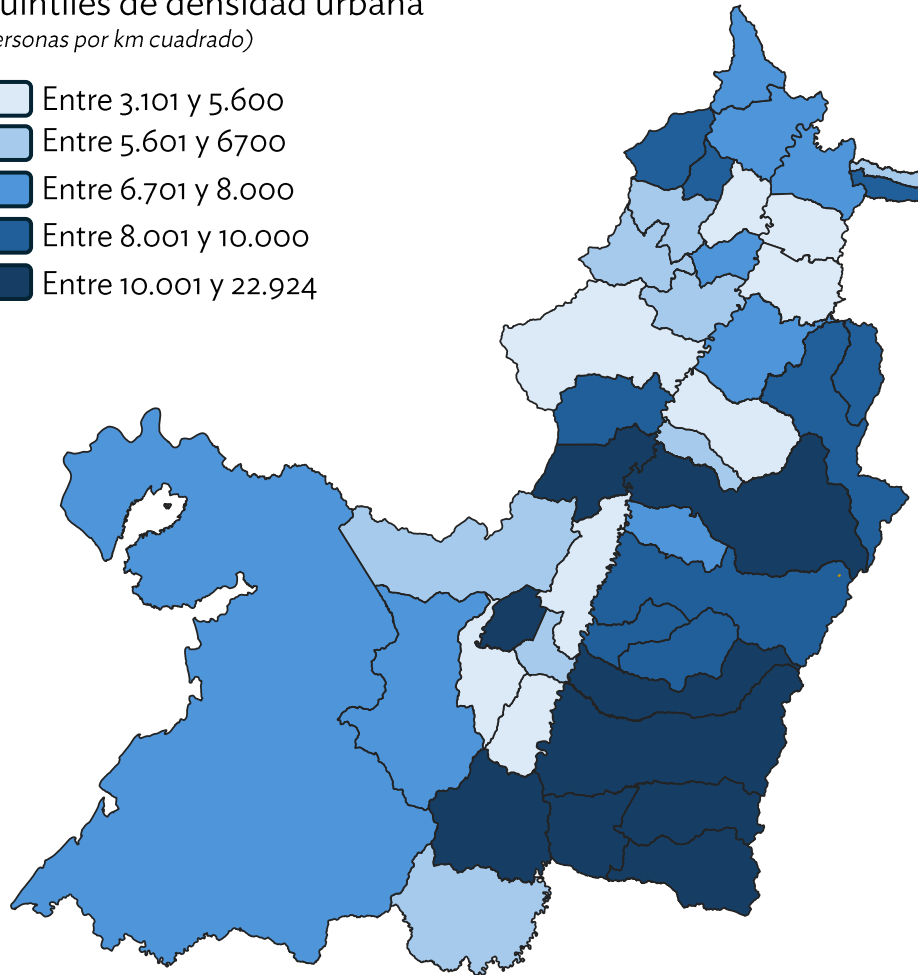 uintiles de densidad urbana
ersonas por km cuadrado)
Entre 3.101 y 5.600
Entre 5.601 y 6700
Entre 6.701 y 8.000
Entre 8.001 y 10.000
Entre 10.001 y 22.924